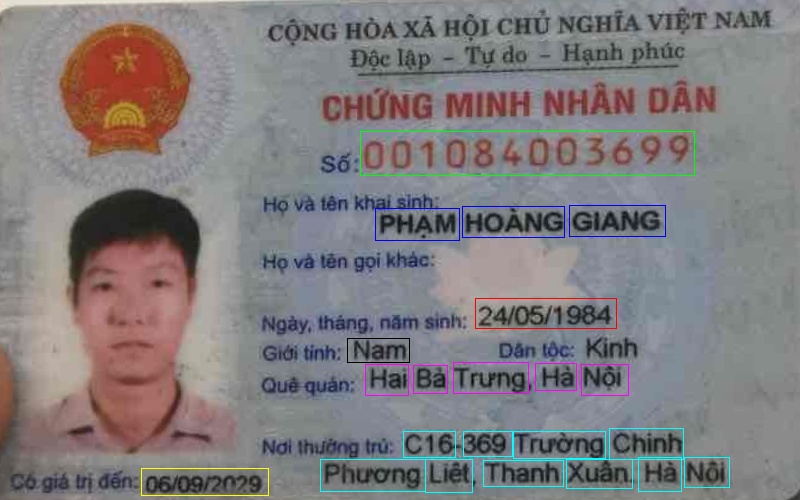 CỘNG HÒA XÃ HỘI CHỦ NGHĨA VIỆT NAM
Độc lập - Tự do - Hạnh phúc
CHỨNG MINH NHÂN DÂN
Số: 001084003699
Họ và tên khai sinh:
PHẠM HOÀNG GIANG
Họ và tên gọi khác:
Ngày, tháng, năm sinh: 24/05/1984
Giới tính: Nam Dân tộc: Kinh
Quê quán: Hai Bà Trưng, Hà Nội
Nơi thường trú: C16-369 Trường Chinh
Phương Liệt, Thanh Xuân, Hà Nội
Có giá trị đến: 06/09/2029